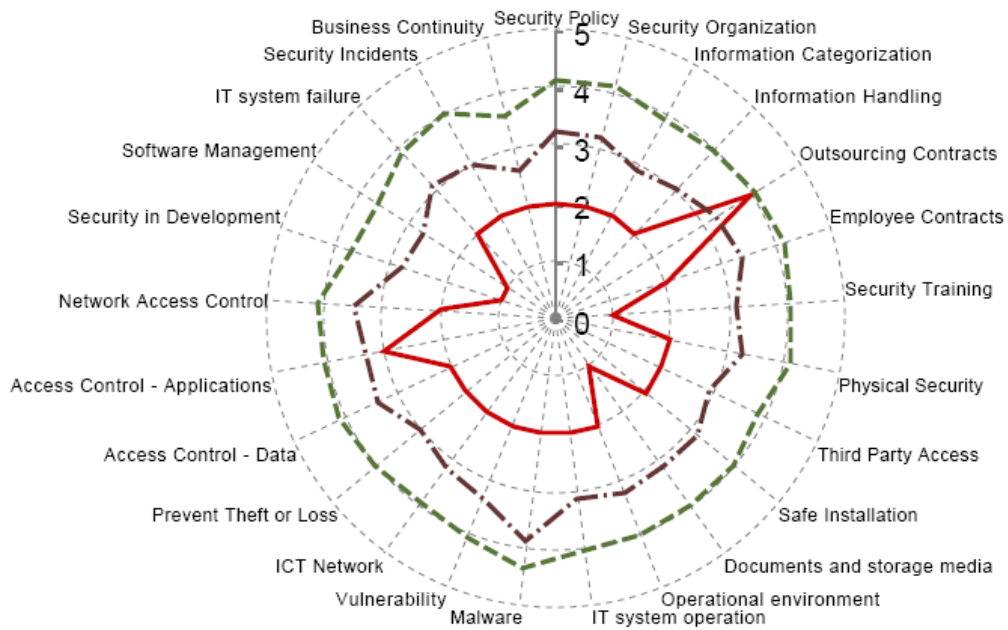 Security Policy
Security Organization
Information Categorization
Information Handling
Outsourcing Contracts
Employee Contracts
Security Training
Physical Security
Third Party Access
Safe Installation
Documents and storage media
Operational environment
IT system operation
Malware
Vulnerability
ICT Network
Prevent Theft or Loss
Access Control - Data
Access Control - Applications
Network Access Control
Security in Development
Software Management
IT system failure
Security Incidents
Business Continuity
5
4
3
2
1
0